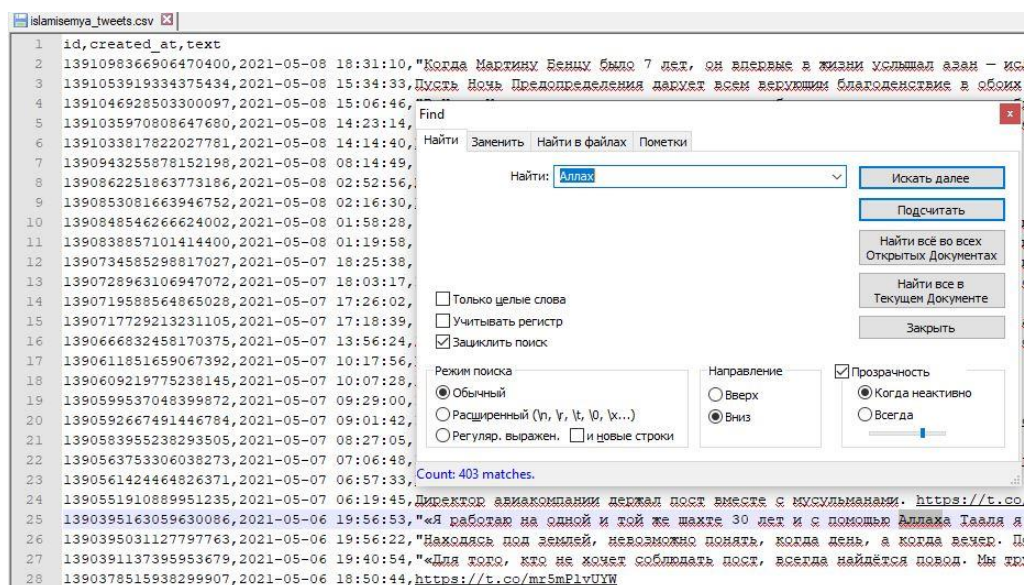 islamisemya_tweets.csv
1 id,created_at,text
2 1391098366906470400,2021-05-08 18:31:10,"Когда Мартину Бенцу было 7 лет, он впервые в жизни услышал азан — ис
3 1391053919334375434,2021-05-08 15:34:33,Пусть Ночь Предопределения дарует всем верующим благоденствие в обоих
4 1391046928503300097,2021-05-08 15:06:46,
5 1391035970808647680,2021-05-08 14:23:14,
6 1391033817822027781,2021-05-08 14:14:40,
7 1390943255878152198,2021-05-08 08:14:49,
8 1390862251863773186,2021-05-08 02:52:56,
9 1390853081663946752,2021-05-08 02:16:30,
10 1390848546266624002,2021-05-08 01:58:28,
11 1390838857101414400,2021-05-08 01:19:58,
12 1390734585298817027,2021-05-07 18:25:38,
13 1390728963106947072,2021-05-07 18:03:17,
14 1390719588564865028,2021-05-07 17:26:02,
15 1390717729213231105,2021-05-07 17:18:39,
16 1390666832458170375,2021-05-07 13:56:24,
17 1390611851659067392,2021-05-07 10:17:56,
18 1390609219775238145,2021-05-07 10:07:28,
19 1390599537048399872,2021-05-07 09:29:00,
20 1390592667491446784,2021-05-07 09:01:42,
21 1390583955238293505,2021-05-07 08:27:05,
22 1390563753306038273,2021-05-07 07:06:48,
23 1390561424464826371,2021-05-07 06:57:33,
24 1390551910889951235,2021-05-07 06:19:45,Директор авиакомпании держал пост вместе с мусульманами. https://t.co
25 1390395163059630086,2021-05-06 19:56:53,"«Я работаю на одной и той же шахте 30 лет и с помощью Аллаха Тааля я
26 1390395031127797763,2021-05-06 19:56:22,"Находясь под землей, невозможно понять, когда день, а когда вечер. П
27 1390391137395953679,2021-05-06 19:40:54,"«Для того, кто не хочет соблюдать пост, всегда найдётся повод. Мы тр
28 1390378515938299907,2021-05-06 18:50:44,https://t.co/mr5mPlvUYW
Find
x
Найти Заменить Найти в файлах Пометки
Найти: Аллах
Искать далее
Подсчитать
Найти всё во всех
Открытых Документах
Найти все в
Текущем Документе
Закрыть
Только целые слова
Учитывать регистр
Зациклить поиск
Режим поиска
Обычный
Расширенный (\n, \r, \t, \0, \x...)
Регуляр. выражен. и новые строки
Направление
Вверх
Вниз
Прозрачность
Когда неактивно
Всегда
Count: 403 matches.